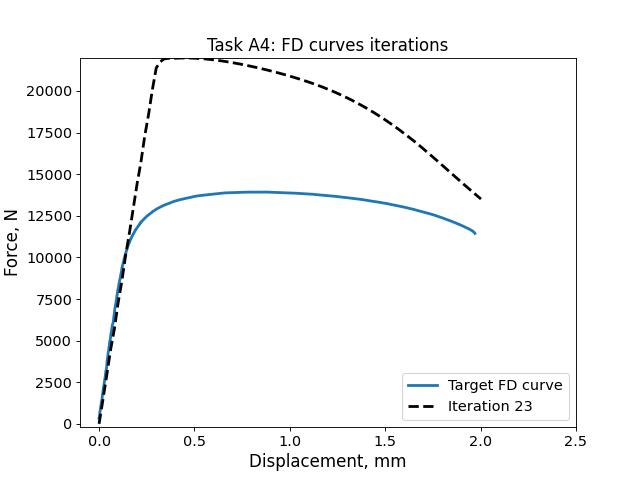 Task A4: FD curves iterations
Force, N
20000
17500
15000
12500
10000
7500
5000
2500
0
Target FD curve
Iteration 23
0.0 0.5 1.0 1.5 2.0 2.5
Displacement, mm